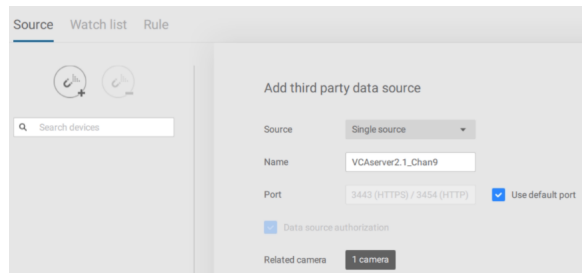 Source Watch list Rule
Search devices
Add third party data source
Source Single source
Name VCAserver2.1_Chan9
Port 3443 (HTTPS) / 3454 (HTTP) Use default port
Data source authorization
Related camera 1 camera